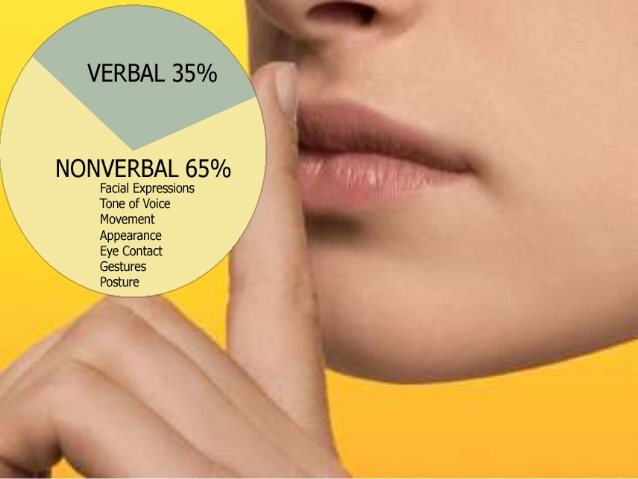 VERBAL 35%
NONVERBAL 65%
Facial Expressions
Tone of Voice
Movement
Appearance
Eye Contact
Gestures
Posture